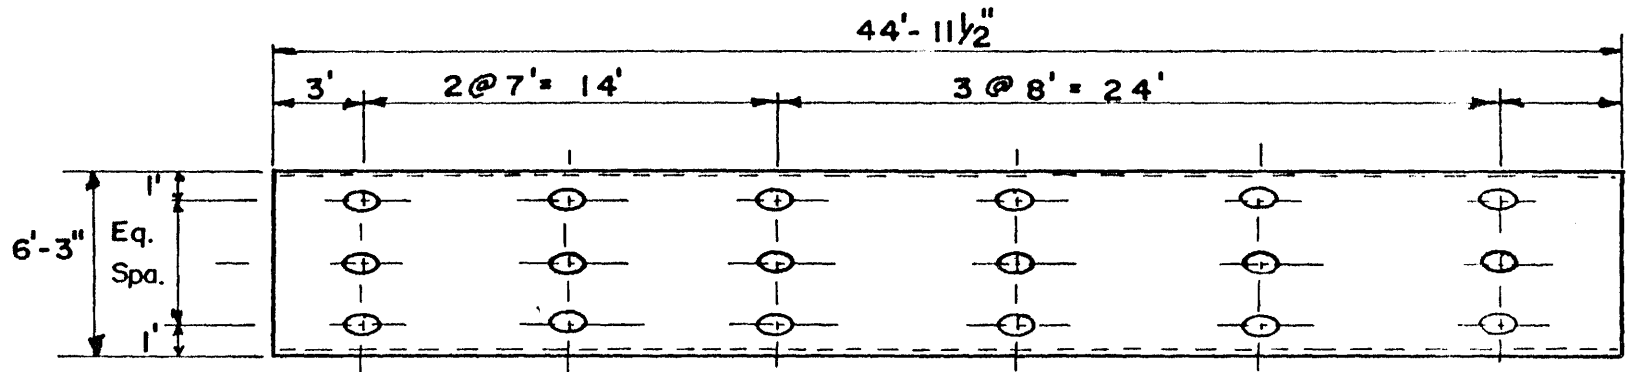 44'- 11½"
3'
2 @ 7' = 14'
3 @ 8' = 24'
1'
6'-3"
Eq.
Spa.
1'